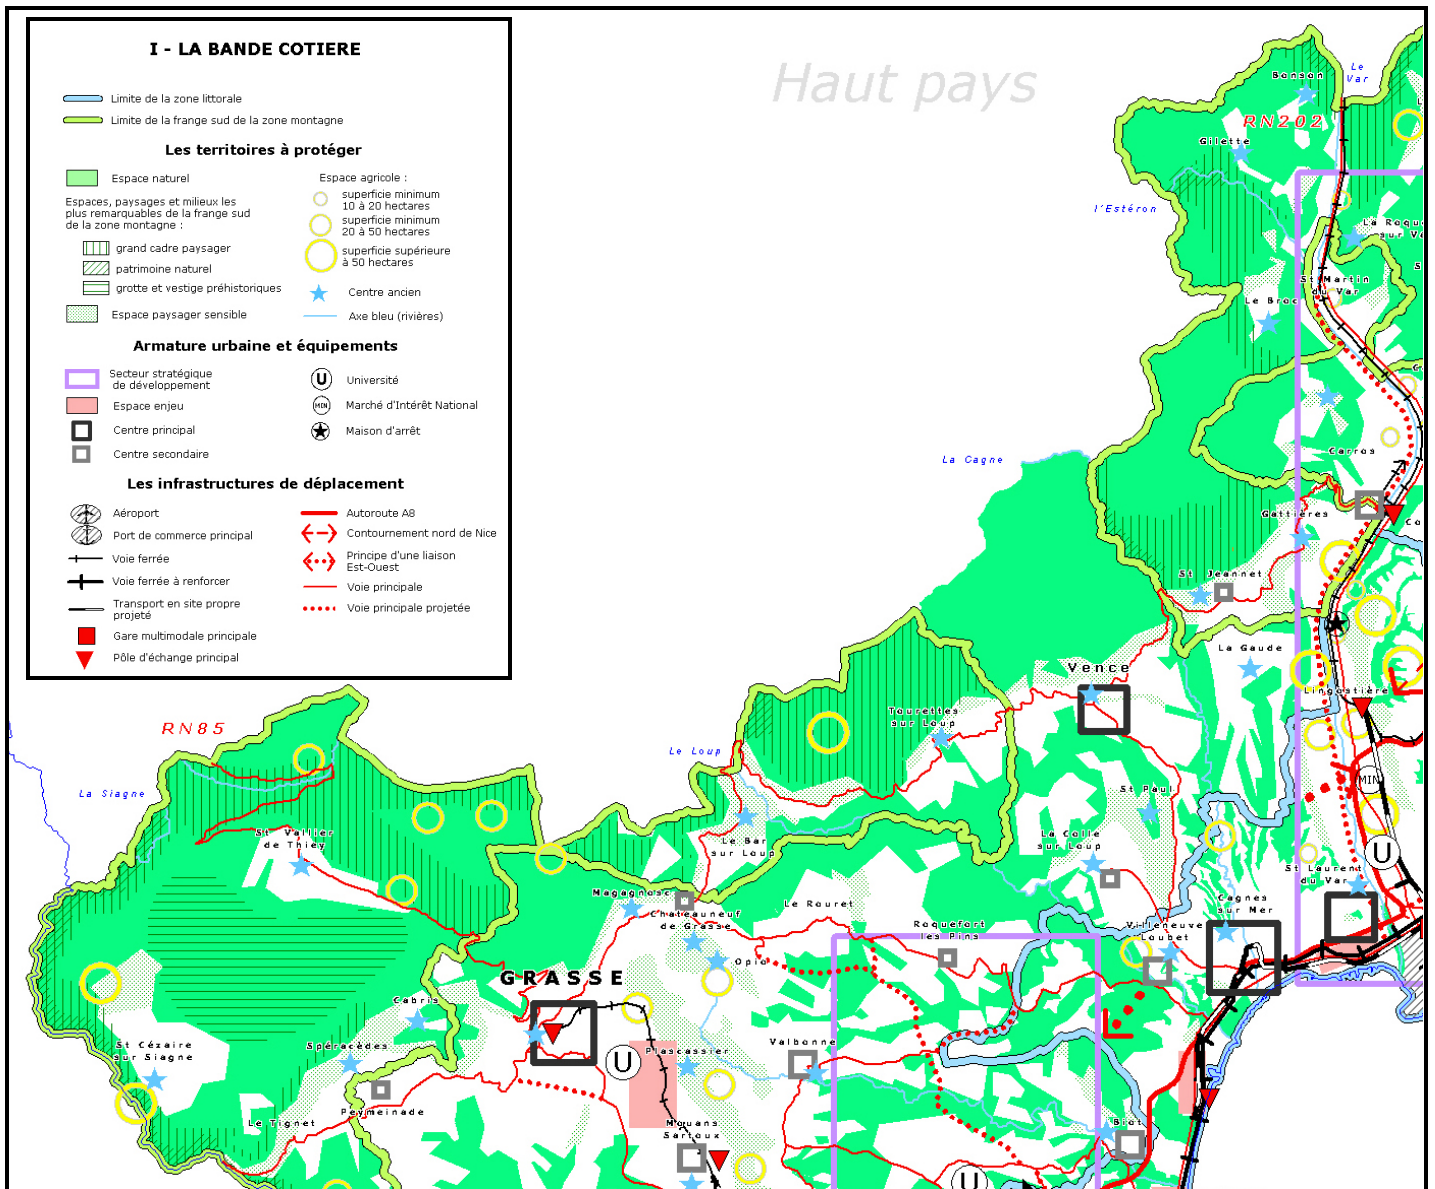 I - LA BANDE COTIERE
Limite de la zone littorale
Limite de la frange sud de la zone montagne
Les territoires à protéger
Espace naturel
Espaces, paysages et milieux les
plus remarquables de la frange sud
de la zone montagne :
grand cadre paysager
patrimoine naturel
grotte et vestige préhistoriques
Espace paysager sensible
Espace agricole :
superficie minimum
10 à 20 hectares
superficie minimum
20 à 50 hectares
superficie supérieure
à 50 hectares
Centre ancien
Axe bleu (rivières)
Armature urbaine et équipements
Secteur stratégique
de développement
Espace enjeu
Centre principal
Centre secondaire
U Université
MIN Marché d'Intérêt National
Maison d'arrêt
Les infrastructures de déplacement
Aéroport
Port de commerce principal
Voie ferrée
Voie ferrée à renforcer
Transport en site propre
projeté
Gare multimodale principale
Pôle d'échange principal
Autoroute A8
Contournement nord de Nice
Principe d'une liaison
Est-Ouest
Voie principale
Voie principale projetée
Haut pays
Le
Var
Bonson
RN202
Gilette
l'Estéron
La Roqu
sur Va
St Martin
du Var
Le Broc
Carros
La Cagne
Gattières
Co
St Jeannet
La Gaude
Vence
Lingostière
Tourettes
sur Loup
RN85
Le Loup
La Siagne
MIN
St Paul
St Vallier
de Thiey
La Colle
sur Loup
Le Bar
sur Loup
U
St Laurent
du Var
Magagnosc
Chateauneuf
de Grasse
Le Rouret
Cagnes
sur Mer
Roquefort
les Pins
Villeneuve
Loubet
Opio
GRASSE
Cabris
St Cézaire
sur Siagne
Spéracèdes
U
Plascassier
Valbonne
Peymeinade
Le Tignet
Mouans
Sartoux
Biot
U